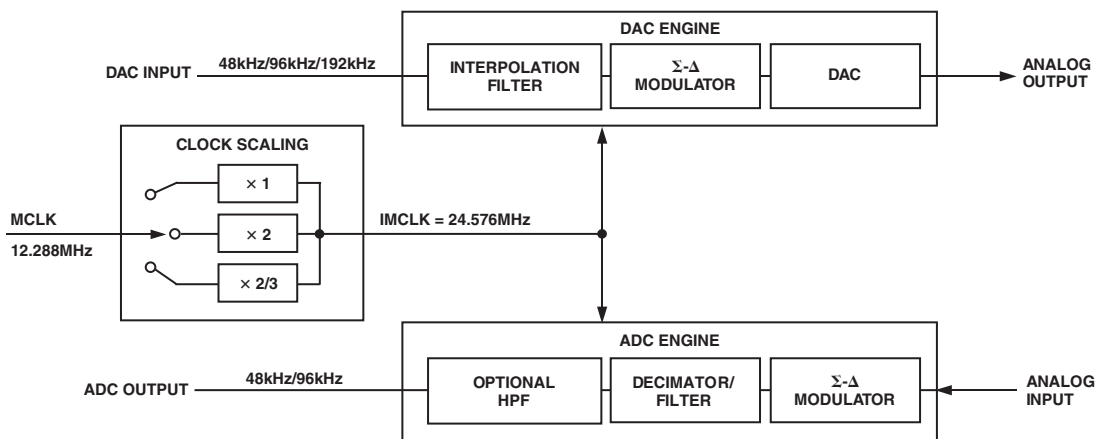 DAC ENGINE
DAC INPUT
48kHz/96kHz/192kHz
INTERPOLATION
FILTER
Σ-Δ
MODULATOR
DAC
ANALOG
OUTPUT
CLOCK SCALING
× 1
MCLK
12.288MHz
× 2
IMCLK = 24.576MHz
× 2/3
ADC ENGINE
ADC OUTPUT
48kHz/96kHz
OPTIONAL
HPF
DECIMATOR/
FILTER
Σ-Δ
MODULATOR
ANALOG
INPUT